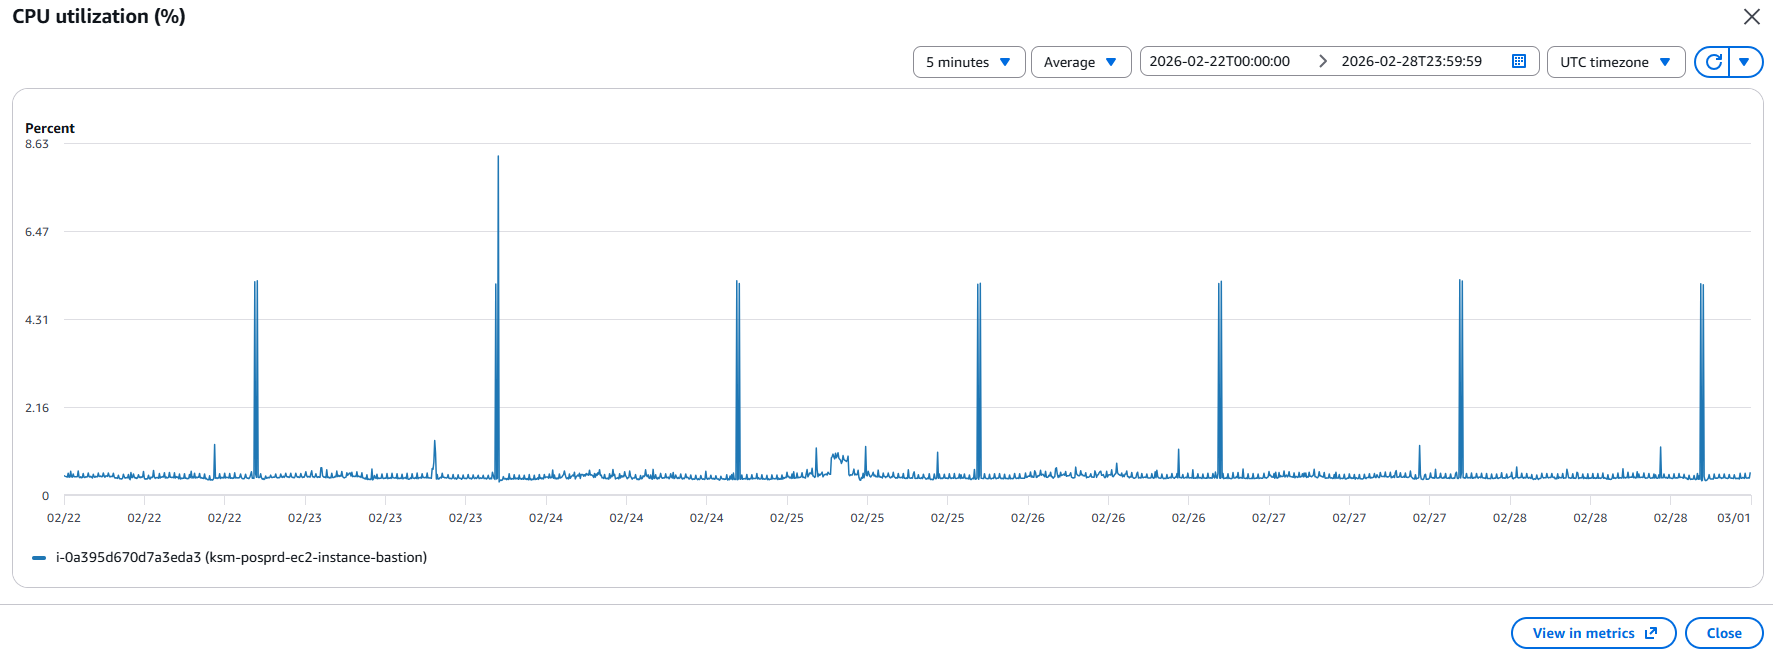 CPU utilization (%)
5 minutes
Average
2026-02-22T00:00:00
2026-02-28T23:59:59
UTC timezone
Percent
8.63
6.47
4.31
2.16
0
02/22 02/22 02/22 02/23 02/23 02/23 02/24 02/24 02/24 02/25 02/25 02/25 02/26 02/26 02/26 02/27 02/27 02/27 02/28 02/28 02/28 03/01
i-0a395d670d7a3eda3 (ksm-posprd-ec2-instance-bastion)
View in metrics
Close